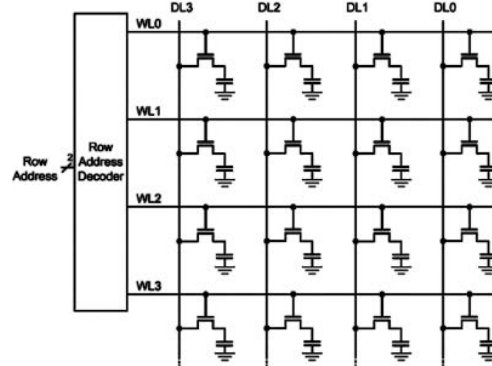 DL3 DL2 DL1 DL0
WL0
WL1
Row
Address
2
Row
Address
Decoder
WL2
WL3